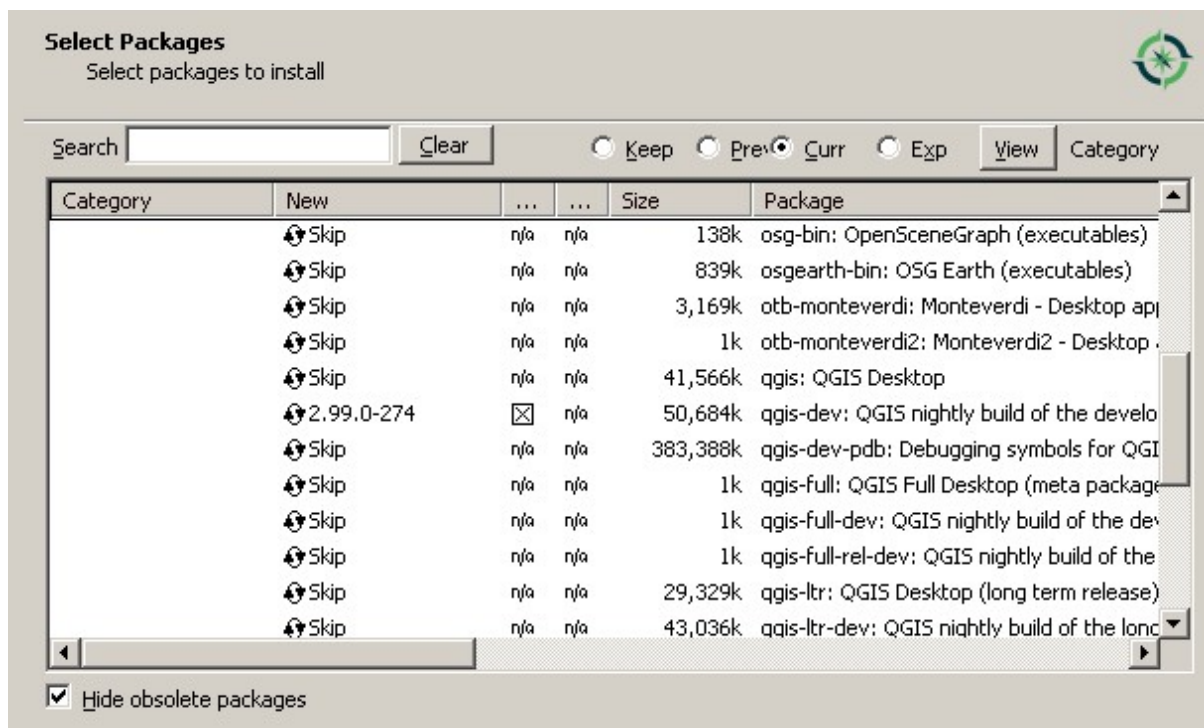 Select Packages
Select packages to install
Search Clear Keep Prev Curr Exp View Category
Category New ... ... Size Package
Skip n/a n/a 138k osg-bin: OpenSceneGraph (executables)
Skip n/a n/a 839k osgearth-bin: OSG Earth (executables)
Skip n/a n/a 3,169k otb-monteverdi: Monteverdi - Desktop app
Skip n/a n/a 1k otb-monteverdi2: Monteverdi2 - Desktop
Skip n/a n/a 41,566k qgis: QGIS Desktop
2.99.0-274 n/a 50,684k qgis-dev: QGIS nightly build of the develo
Skip n/a n/a 383,388k qgis-dev-pdb: Debugging symbols for QGI
Skip n/a n/a 1k qgis-full: QGIS Full Desktop (meta package
Skip n/a n/a 1k qgis-full-dev: QGIS nightly build of the dev
Skip n/a n/a 1k qgis-full-rel-dev: QGIS nightly build of the
Skip n/a n/a 29,329k qgis-ltr: QGIS Desktop (long term release)
Skip n/a n/a 43,036k qgis-ltr-dev: QGIS nightly build of the long
Hide obsolete packages